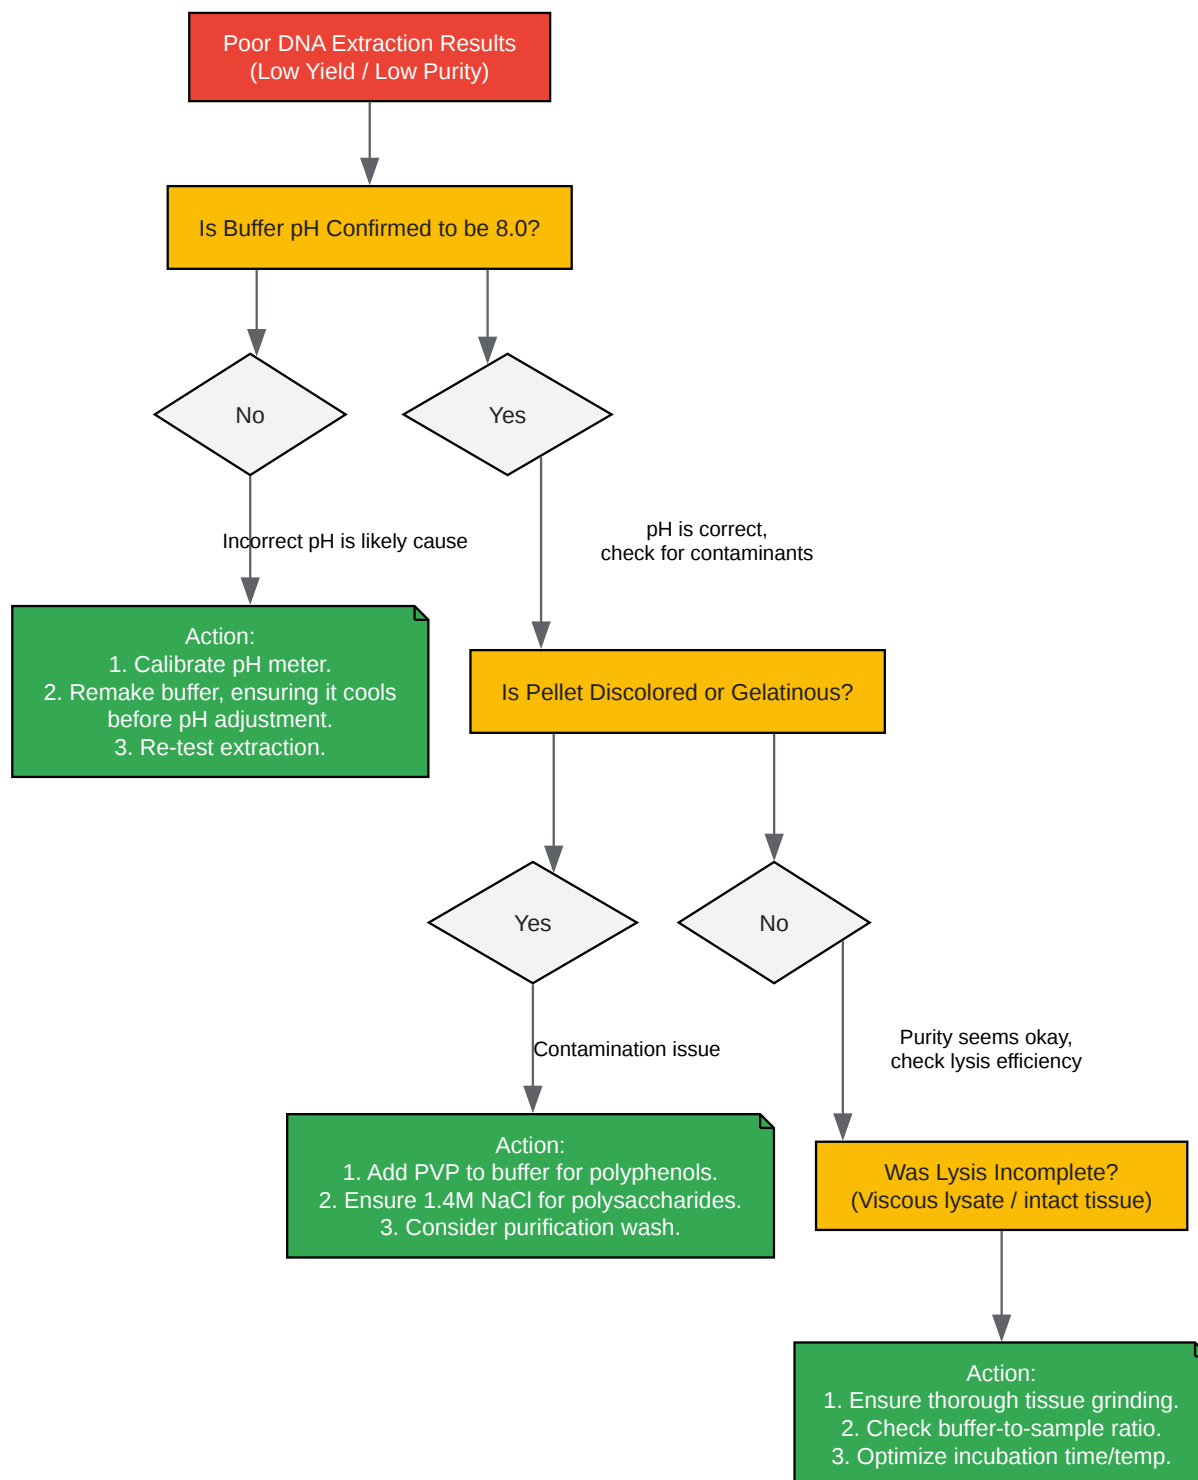 Poor DNA Extraction Results
(Low Yield / Low Purity)
Is Buffer pH Confirmed to be 8.0?
No
Yes
Incorrect pH is likely cause
pH is correct,
check for contaminants
Action:
1. Calibrate pH meter.
2. Remake buffer, ensuring it cools
before pH adjustment.
3. Re-test extraction.
Is Pellet Discolored or Gelatinous?
Yes
No
Contamination issue
Purity seems okay,
check lysis efficiency
Action:
1. Add PVP to buffer for polyphenols.
2. Ensure 1.4M NaCl for polysaccharides.
3. Consider purification wash.
Was Lysis Incomplete?
(Viscous lysate / intact tissue)
Action:
1. Ensure thorough tissue grinding.
2. Check buffer-to-sample ratio.
3. Optimize incubation time/temp.